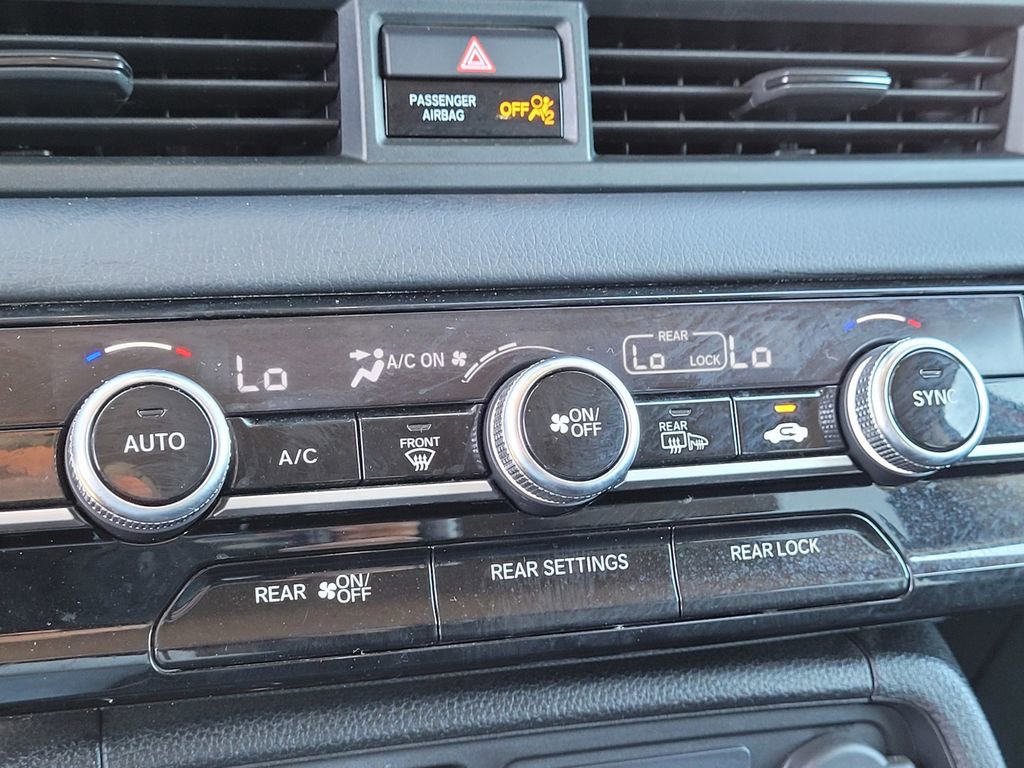 PASSENGER
AIRBAG
OFF
2
Lo
A/C ON
REAR
Lo LOCK
Lo
AUTO
A/C
FRONT
ON/
OFF
REAR
SYNC
REAR ON/
OFF
REAR SETTINGS
REAR LOCK